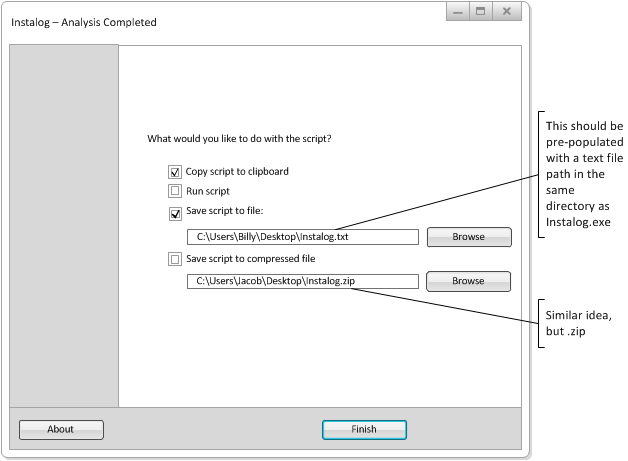 Instalog – Analysis Completed
What would you like to do with the script?
Copy script to clipboard
Run script
Save script to file:
C:\Users\Billy\Desktop\Instalog.txt
Browse
Save script to compressed file
C:\Users\Jacob\Desktop\Instalog.zip
Browse
About
Finish
This should be
pre-populated
with a text file
path in the
same
directory as
Instalog.exe
Similar idea,
but .zip